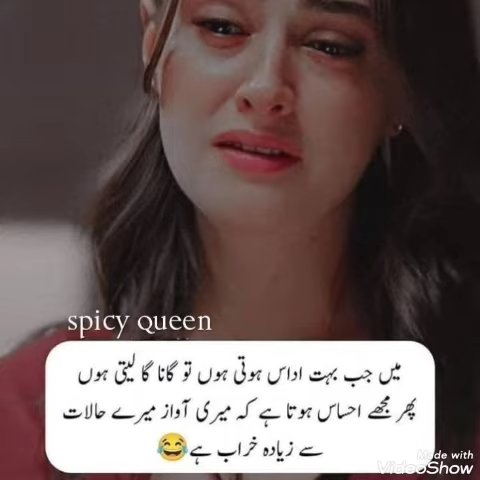 spicy queen
میں جب بہت اداس ہوتی ہوں تو گانا گا لیتی ہوں
پھر مجھے احساس ہوتا ہے کہ میری آواز میرے حالات
سے زیادہ خراب ہے😂
Made with
VideoShow